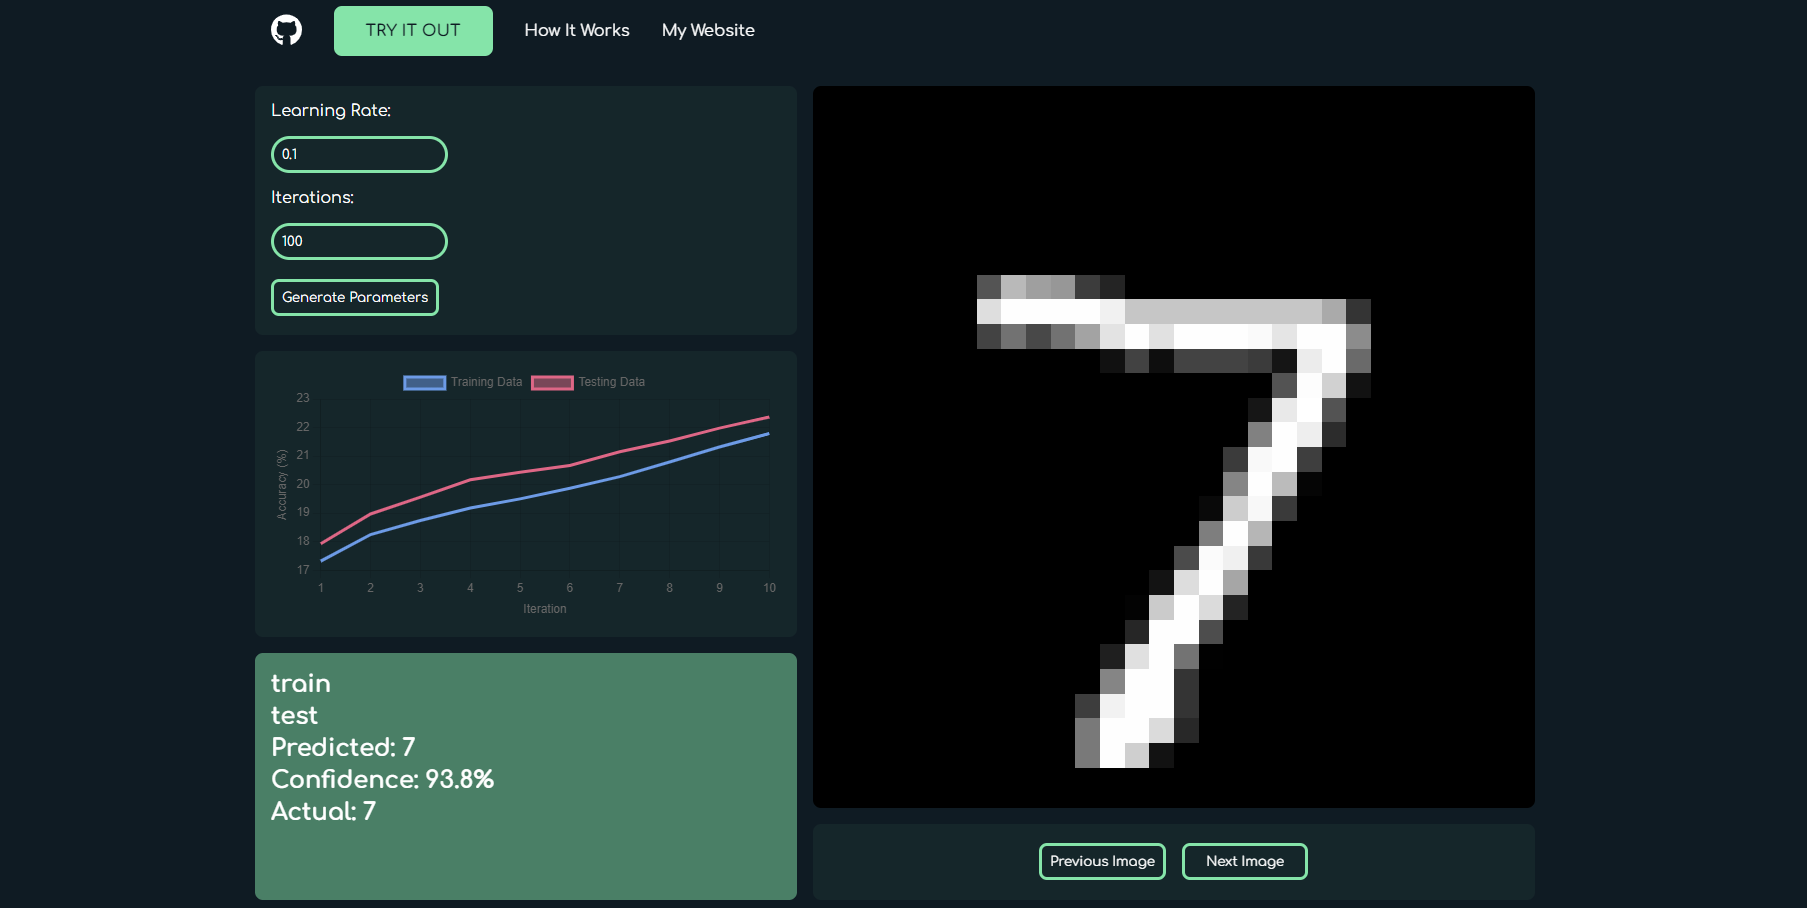 TRY IT OUT
How It Works
My Website
Learning Rate:
0.1
Iterations:
100
Generate Parameters
Training Data
Testing Data
23
22
21
20
19
18
17
Accuracy (%)
1 2 3 4 5 6 7 8 9 10
Iteration
train
test
Predicted: 7
Confidence: 93.8%
Actual: 7
7
Previous Image
Next Image